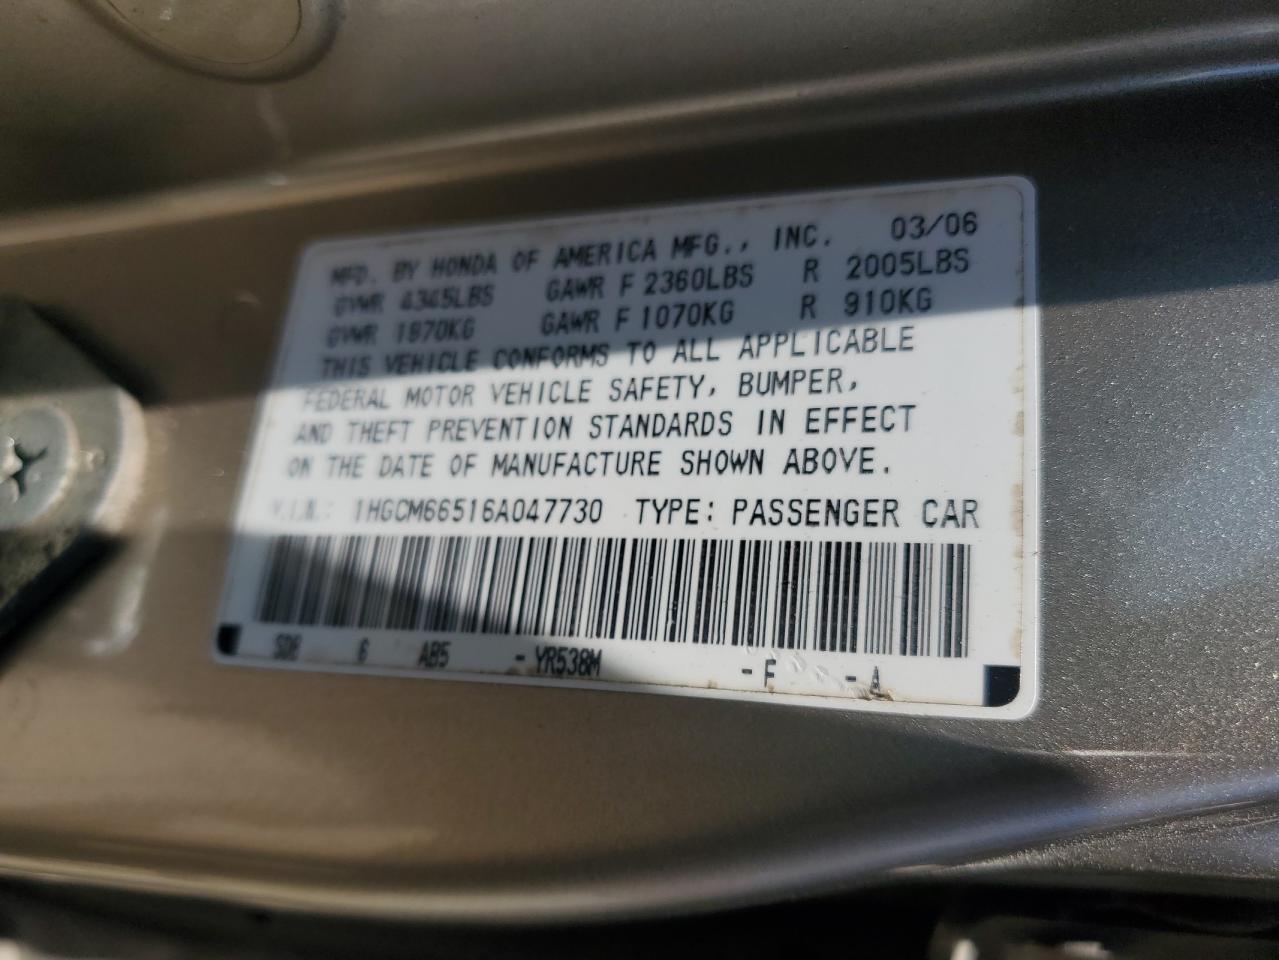 MFD. BY HONDA OF AMERICA MFG., INC. 03/06
GVWR 4345LBS GAWR F 2360LBS R 2005LBS
GVWR 1970KG GAWR F 1070KG R 910KG
THIS VEHICLE CONFORMS TO ALL APPLICABLE
FEDERAL MOTOR VEHICLE SAFETY, BUMPER,
AND THEFT PREVENTION STANDARDS IN EFFECT
ON THE DATE OF MANUFACTURE SHOWN ABOVE.
V.I.N.: 1HGCM66516A047730 TYPE: PASSENGER CAR
6 AB5 - YR538M - F - A